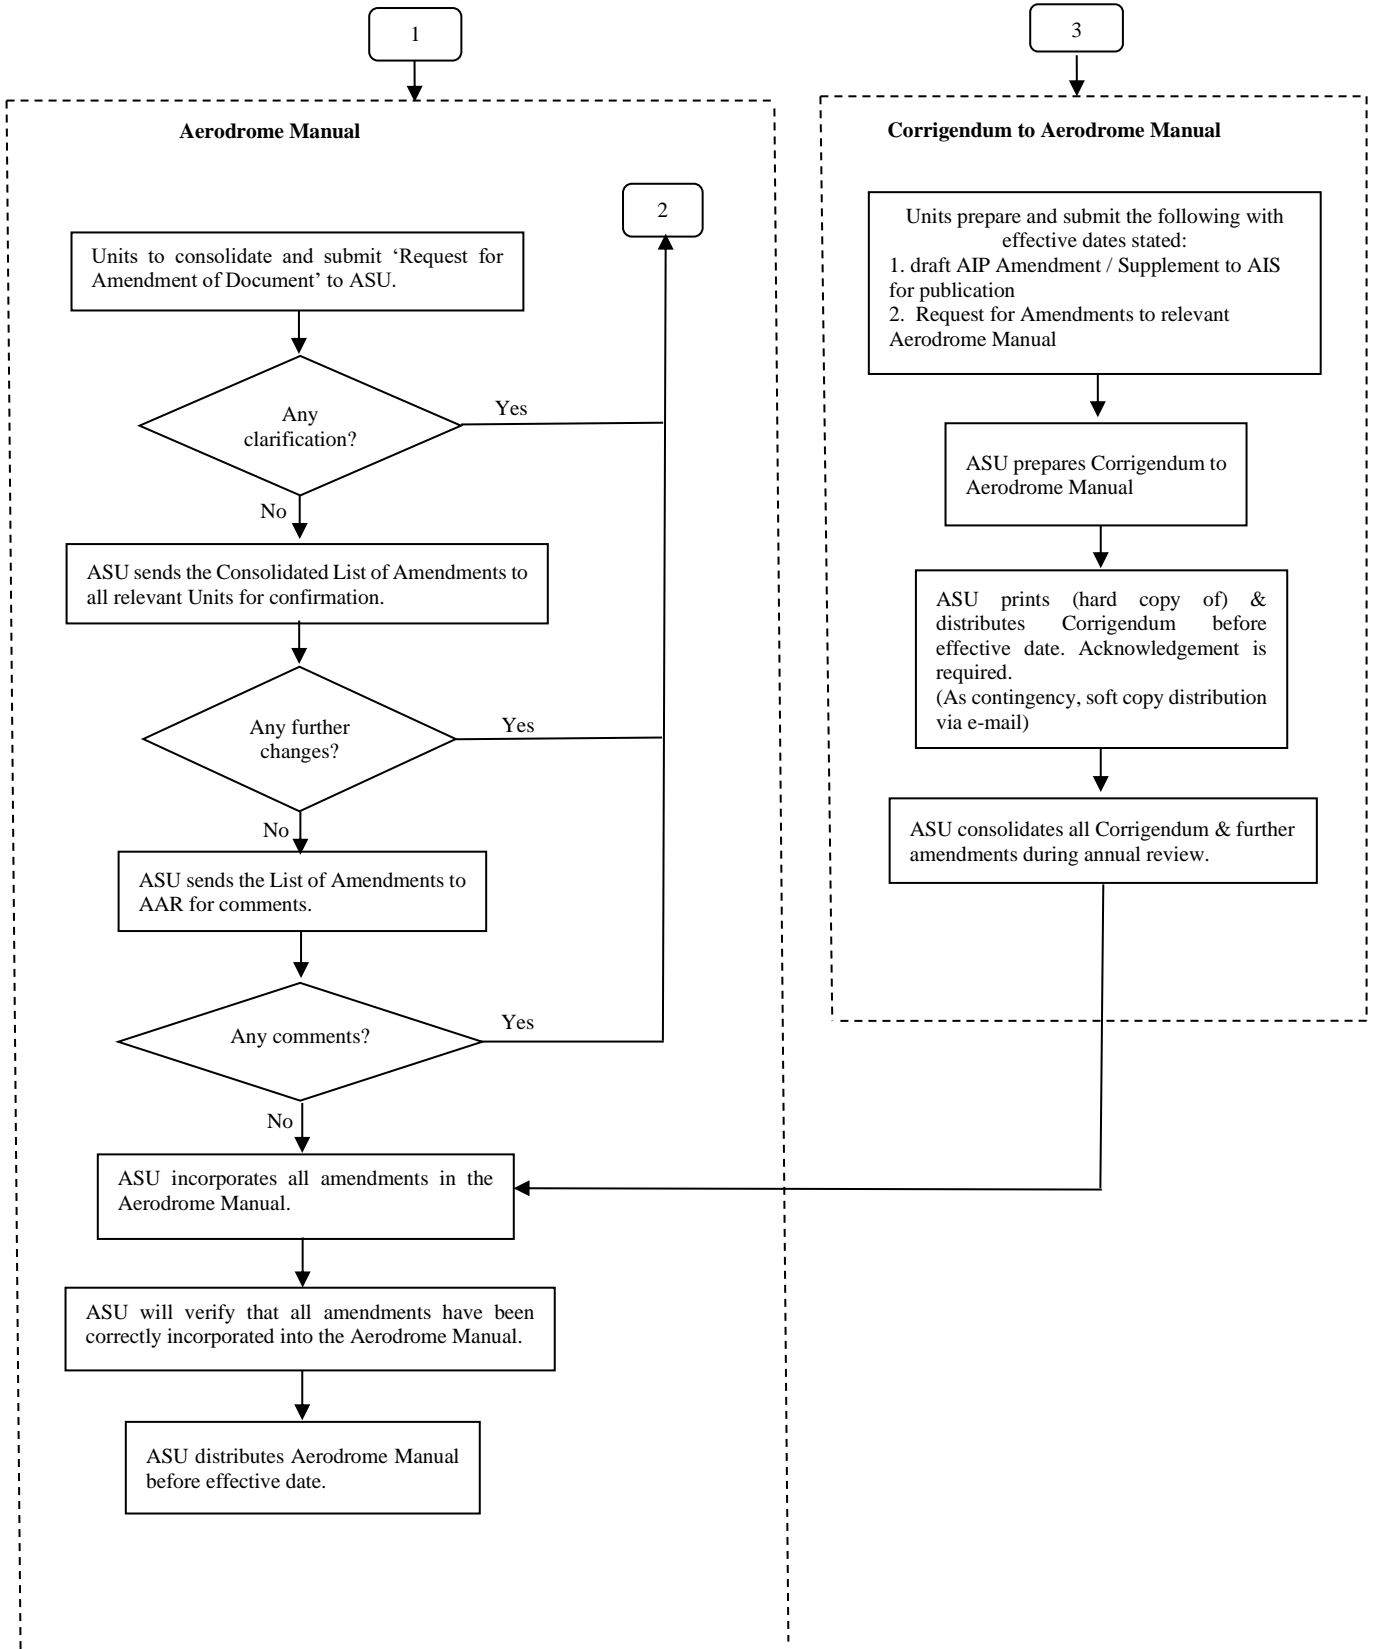 1
Aerodrome Manual
2
Units to consolidate and submit ‘Request for
Amendment of Document’ to ASU.
Any
clarification?
Yes
No
ASU sends the Consolidated List of Amendments to
all relevant Units for confirmation.
Any further
changes?
Yes
No
ASU sends the List of Amendments to
AAR for comments.
Any comments?
Yes
No
ASU incorporates all amendments in the
Aerodrome Manual.
ASU will verify that all amendments have been
correctly incorporated into the Aerodrome Manual.
ASU distributes Aerodrome Manual
before effective date.
3
Corrigendum to Aerodrome Manual
Units prepare and submit the following with
effective dates stated:
1. draft AIP Amendment / Supplement to AIS
for publication
2. Request for Amendments to relevant
Aerodrome Manual
ASU prepares Corrigendum to
Aerodrome Manual
ASU prints (hard copy of) &
distributes Corrigendum before
effective date. Acknowledgement is
required.
(As contingency, soft copy distribution
via e-mail)
ASU consolidates all Corrigendum & further
amendments during annual review.